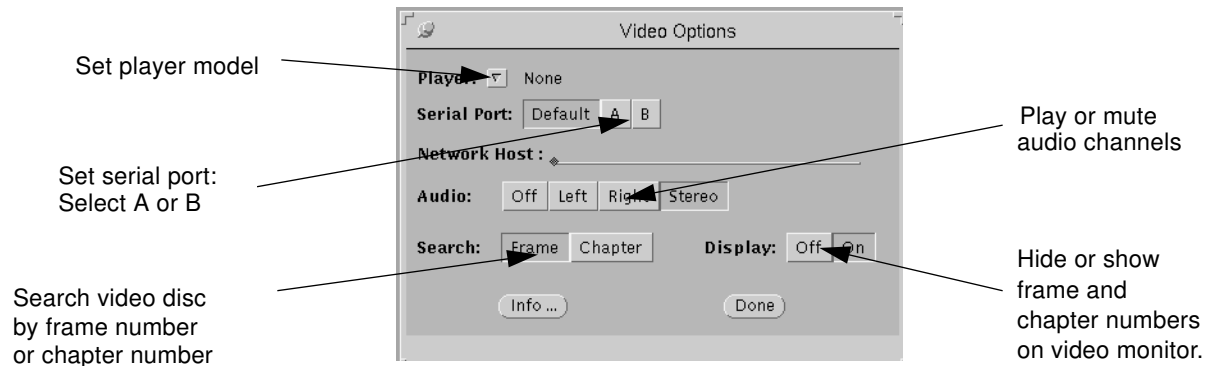 Video Options
Set player model
Player: None
Serial Port: Default A B
Play or mute
audio channels
Network Host :
Set serial port:
Select A or B
Audio: Off Left Right Stereo
Search: Frame Chapter Display: Off On
Hide or show
frame and
chapter numbers
on video monitor.
Search video disc
by frame number
or chapter number
Info ... Done